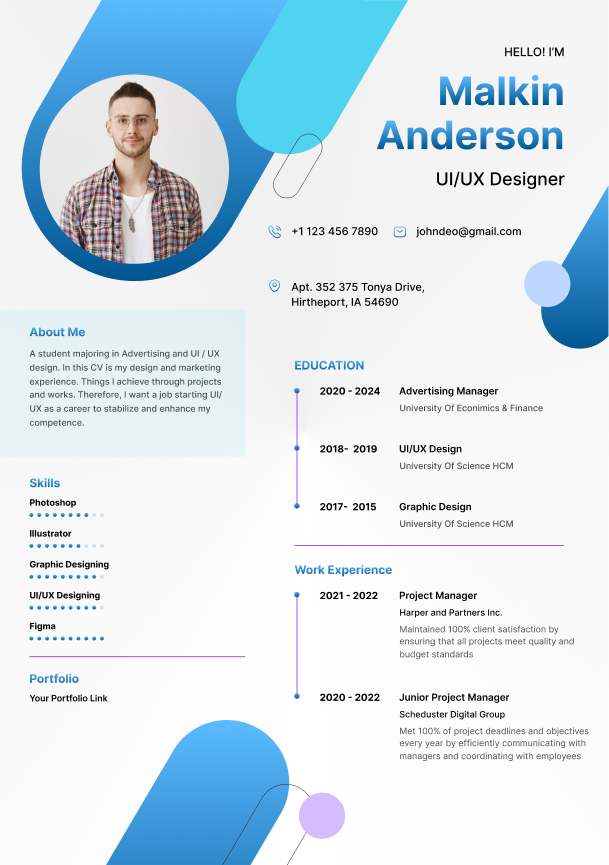 HELLO! I'M
Malkin
Anderson
UI/UX Designer
+1 123 456 7890
johndeo@gmail.com
Apt. 352 375 Tonya Drive,
Hirtheport, IA 54690
About Me
A student majoring in Advertising and UI / UX
design. In this CV is my design and marketing
experience. Things I achieve through projects
and works. Therefore, I want a job starting UI/
UX as a career to stabilize and enhance my
competence.
Skills
Photoshop
Illustrator
Graphic Designing
UI/UX Designing
Figma
Portfolio
Your Portfolio Link
EDUCATION
2020 - 2024 Advertising Manager
University Of Econimics & Finance
2018- 2019 UI/UX Design
University Of Science HCM
2017- 2015 Graphic Design
University Of Science HCM
Work Experience
2021 - 2022 Project Manager
Harper and Partners Inc.
Maintained 100% client satisfaction by
ensuring that all projects meet quality and
budget standards
2020 - 2022 Junior Project Manager
Scheduster Digital Group
Met 100% of project deadlines and objectives
every year by efficiently communicating with
managers and coordinating with employees